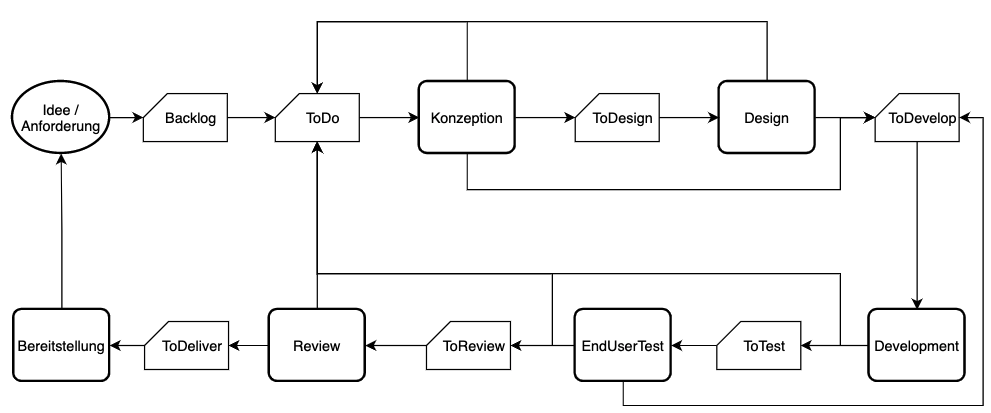 Idee /
Anforderung
Backlog
ToDo
Konzeption
ToDesign
Design
ToDevelop
Bereitstellung
ToDeliver
Review
ToReview
EndUserTest
ToTest
Development